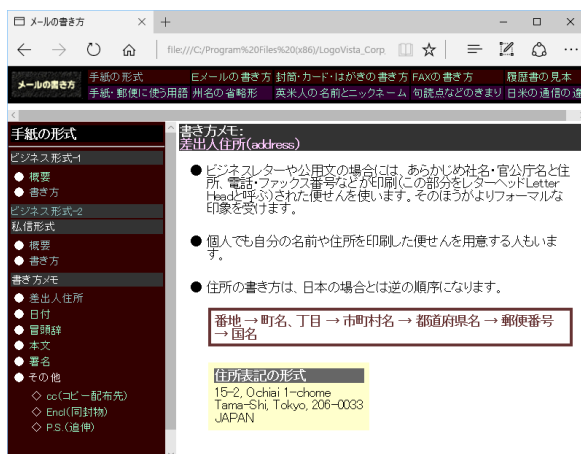 メールの書き方
file:///C:/Program%20Files%20(x86)/LogoVista_Corp
メールの書き方
手紙の形式 Eメールの書き方 封筒・カード・はがきの書き方 FAXの書き方 履歴書の見本
手紙・郵便に使う用語 州名の省略形 英米人の名前とニックネーム 句読点などのきまり 日米の通信の違
手紙の形式
ビジネス形式-1
概要
書き方
ビジネス形式-2
私信形式
概要
書き方
書き方メモ
差出人住所
日付
冒頭辞
本文
署名
その他
cc(コピー配布先)
Encl(同封物)
P.S.(追伸)
書き方メモ:
差出人住所(address)
● ビジネスレターや公用文の場合には、あらかじめ社名・官公庁名と住
所、電話・ファックス番号などが印刷(この部分をレターヘッドLetter
Headと呼ぶ)された便せんを使います。そのほうがよりフォーマルな
印象を受けます。
● 個人でも自分の名前や住所を印刷した便せんを用意する人もいま
す。
● 住所の書き方は、日本の場合とは逆の順序になります。
番地 → 町名、丁目 → 市町村名 → 都道府県名 → 郵便番号
→ 国名
住所表記の形式
15-2, Ochiai 1-chome
Tama-Shi, Tokyo, 206-0033
JAPAN